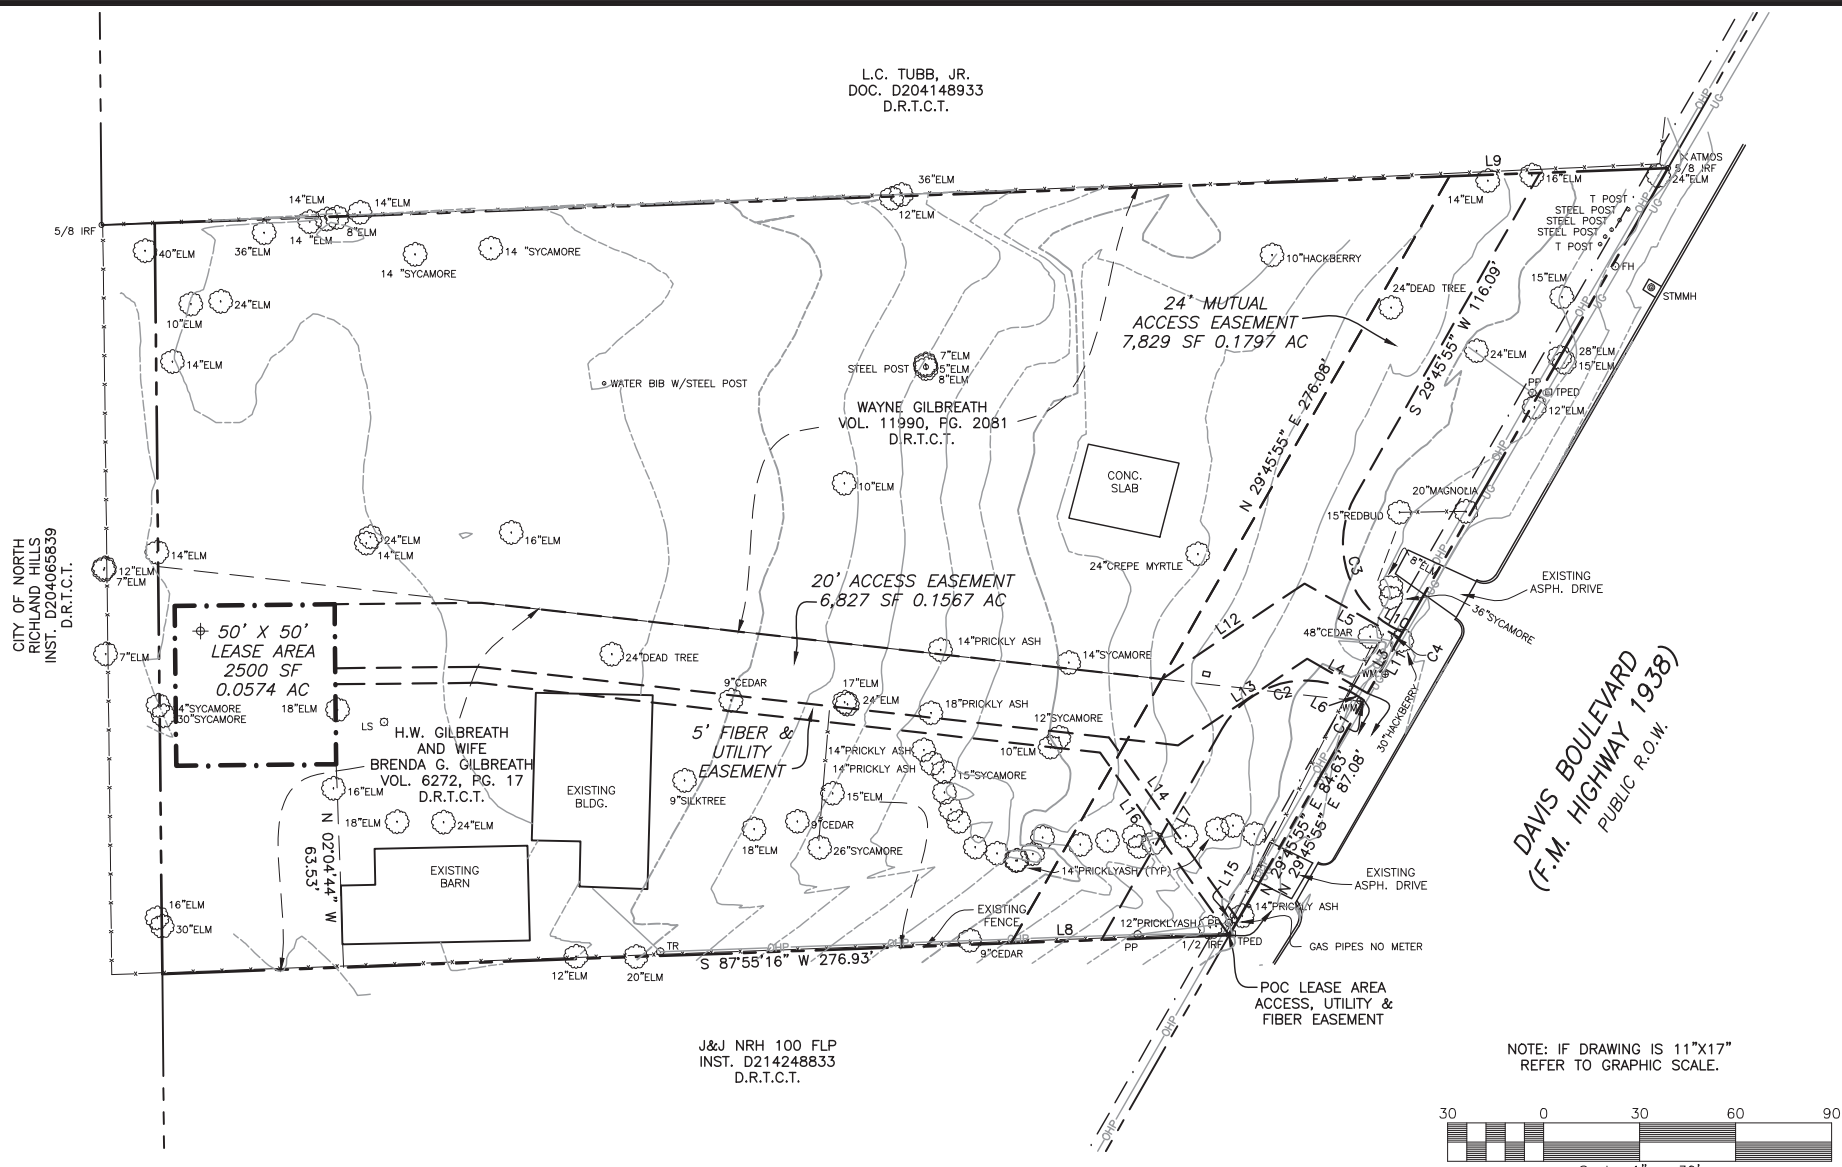 L.C. TUBB, JR.
DOC. D204148933
D.R.T.C.T.
L9
OHP
UG
ATMOS
5/8 IRF
24"ELM
16"ELM
14"ELM
T POST
STEEL POST
STEEL POST
STEEL POST
T POST
FH
STMMH
36"ELM
12"ELM
14"ELM
14"ELM
14 "ELM
8"ELM
36"ELM
5/8 IRF
40"ELM
14 "SYCAMORE
14 "SYCAMORE
10"HACKBERRY
24"ELM
10"ELM
14"ELM
24"DEAD TREE
15"ELM
24' MUTUAL
ACCESS EASEMENT
7,829 SF 0.1797 AC
S 29°45'55" W 116.09'
N 29°45'55" E 276.08'
24"ELM
28"ELM
15"ELM
PP
TPED
12"ELM
7"ELM
STEEL POST
5"ELM
8"ELM
WATER BIB W/STEEL POST
WAYNE GILBREATH
VOL. 11990, PG. 2081
D.R.T.C.T.
CONC.
SLAB
10"ELM
20"MAGNOLIA
15"REDBUD
OHP
UG
CITY OF NORTH
RICHLAND HILLS
INST. D204065839
D.R.T.C.T.
14"ELM
12"ELM
7"ELM
24"ELM
14"ELM
16"ELM
24"CREPE MYRTLE
C3
8"ELM
EXISTING
ASPH. DRIVE
36"SYCAMORE
20' ACCESS EASEMENT
6,827 SF 0.1567 AC
50' X 50'
LEASE AREA
2500 SF
0.0574 AC
7"ELM
24"DEAD TREE
14"PRICKLY ASH
14"SYCAMORE
L12
L5
L10
48"CEDAR
C4
L3
L11
L4
WM
WM
L13
C2
L6
C1
30"HACKBERRY
9"CEDAR
17"ELM
24"ELM
18"PRICKLY ASH
12"SYCAMORE
10"ELM
4"SYCAMORE
30"SYCAMORE
18"ELM
LS
H.W. GILBREATH
AND WIFE
BRENDA G. GILBREATH
VOL. 6272, PG. 17
D.R.T.C.T.
5' FIBER &
UTILITY
EASEMENT
14"PRICKLY ASH
14"PRICKLY ASH
15"SYCAMORE
9"SILKTREE
15"ELM
EXISTING
BLDG.
16"ELM
18"ELM
24"ELM
9"CEDAR
18"ELM
26"SYCAMORE
L14
L16
L7
L15
N 29°45'55" E 84.63'
N 29°45'55" E 87.08'
DAVIS BOULEVARD
(F.M. HIGHWAY 1938)
PUBLIC R.O.W.
N 02°04'44" W
63.53'
EXISTING
BARN
14"PRICKLYASH (TYP)
EXISTING
ASPH. DRIVE
16"ELM
30"ELM
EXISTING
FENCE
L8
12"PRICKLYASH
PP
14"PRICKLY ASH
PP
1/2 IRF
TPED
GAS PIPES NO METER
TR
OHP
OHP
OHP
S 87°55'16" W 276.93'
12"ELM
20"ELM
9"CEDAR
POC LEASE AREA
ACCESS, UTILITY &
FIBER EASEMENT
OHP
OHP
J&J NRH 100 FLP
INST. D214248833
D.R.T.C.T.
NOTE: IF DRAWING IS 11"X17"
REFER TO GRAPHIC SCALE.
30 0 30 60 90